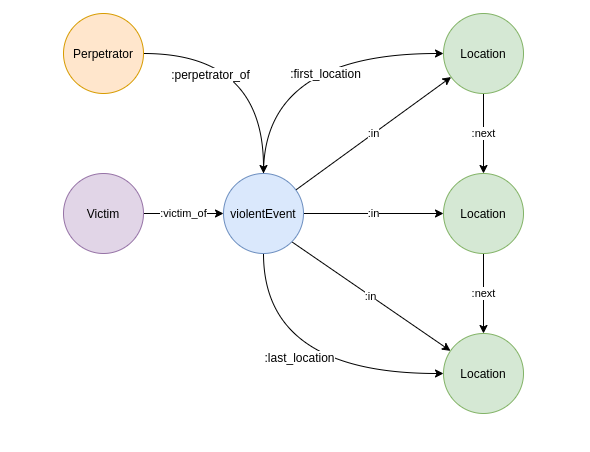 Perpetrator
:perpetrator_of
:first_location
Location
:in
:next
Victim
:victim_of
violentEvent
:in
Location
:in
:next
:last_location
Location